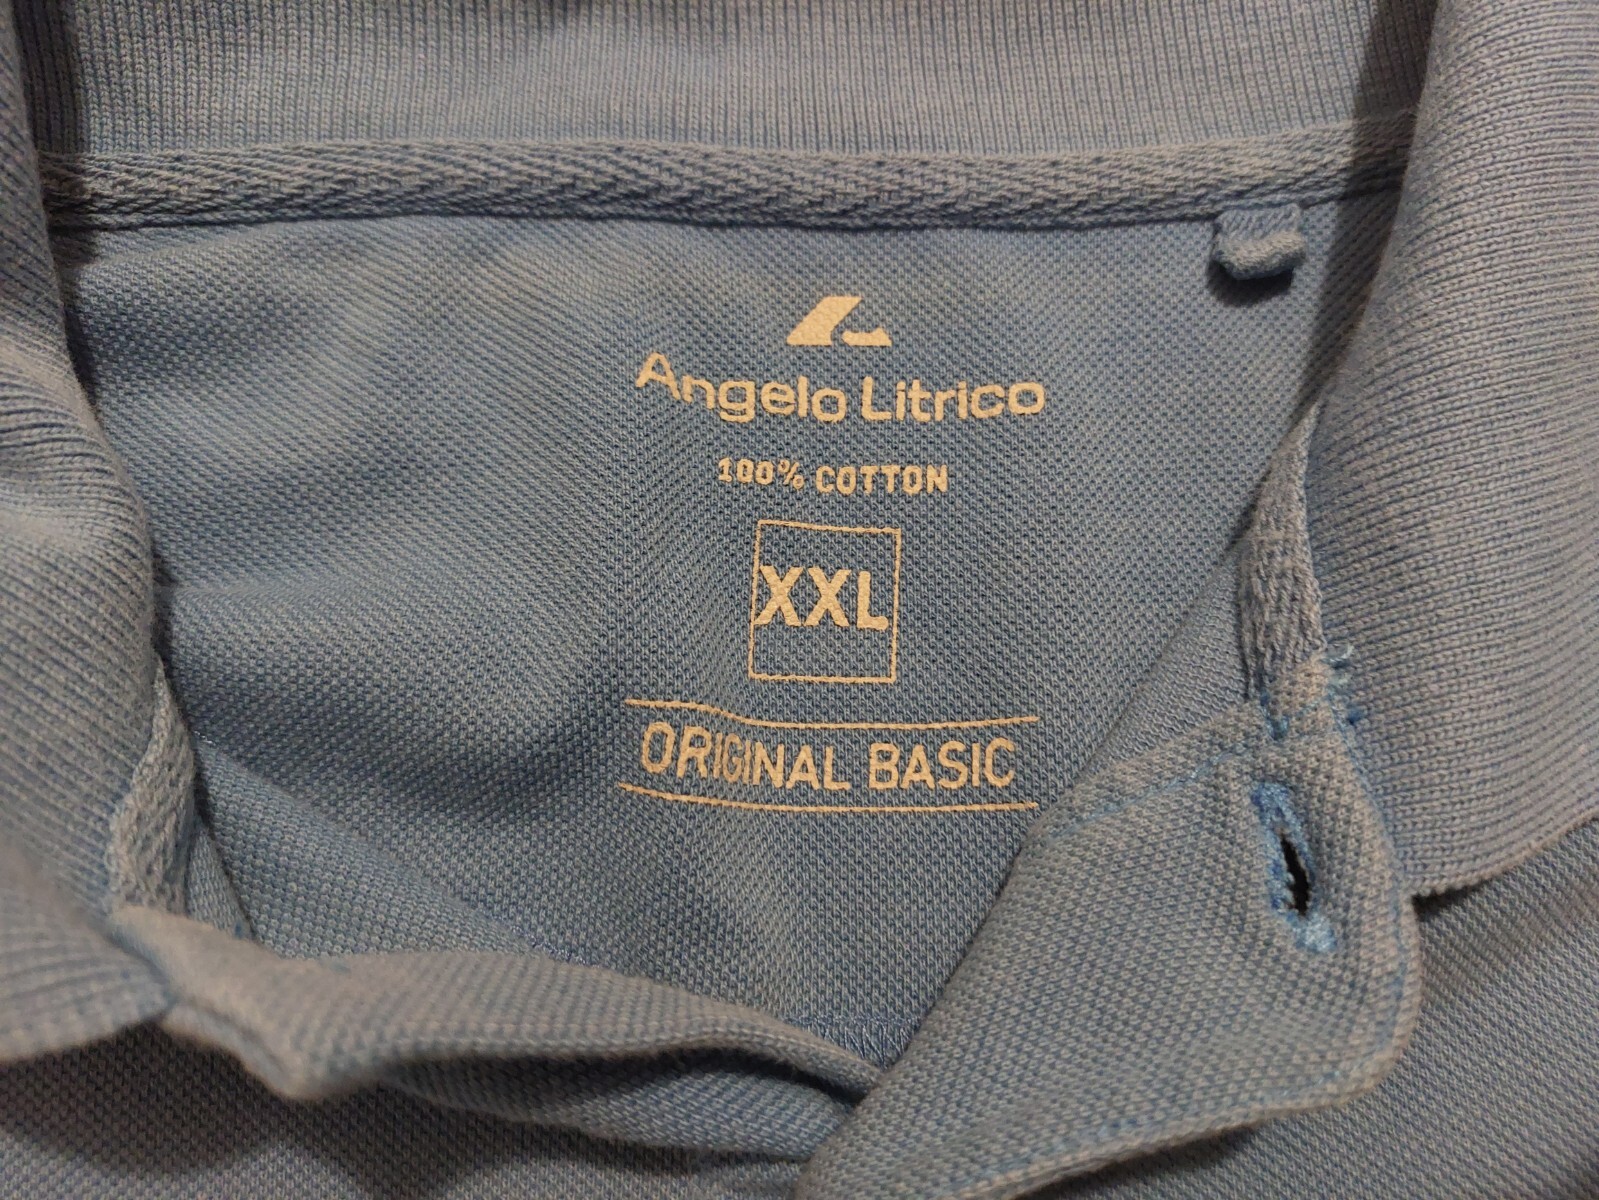 Angelo Litrico
100% COTTON
XXL
ORIGINAL BASIC